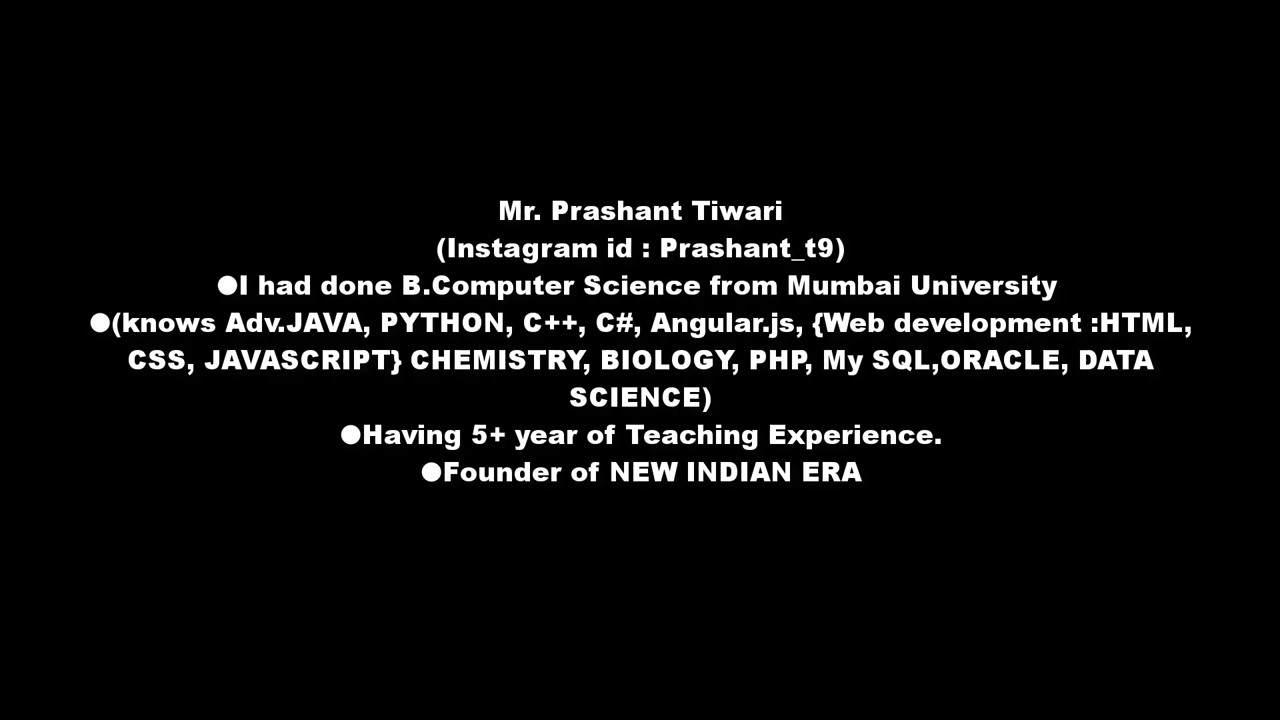 Mr. Prashant Tiwari
(Instagram id : Prashant_t9)
●I had done B.Computer Science from Mumbai University
●(knows Adv.JAVA, PYTHON, C++, C#, Angular.js, {Web development :HTML,
CSS, JAVASCRIPT} CHEMISTRY, BIOLOGY, PHP, My SQL,ORACLE, DATA
SCIENCE)
●Having 5+ year of Teaching Experience.
●Founder of NEW INDIAN ERA